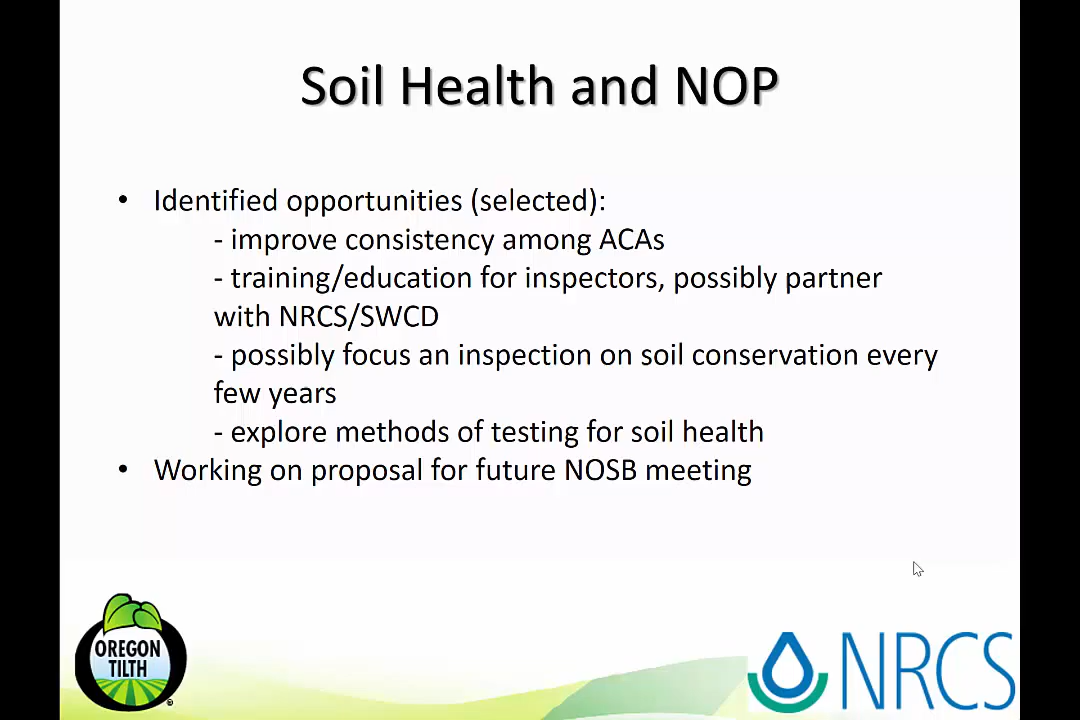 Soil Health and NOP
• Identified opportunities (selected):
- improve consistency among ACAs
- training/education for inspectors, possibly partner
with NRCS/SWCD
- possibly focus an inspection on soil conservation every
few years
- explore methods of testing for soil health
• Working on proposal for future NOSB meeting
OREGON
TILTH
©
NRCS